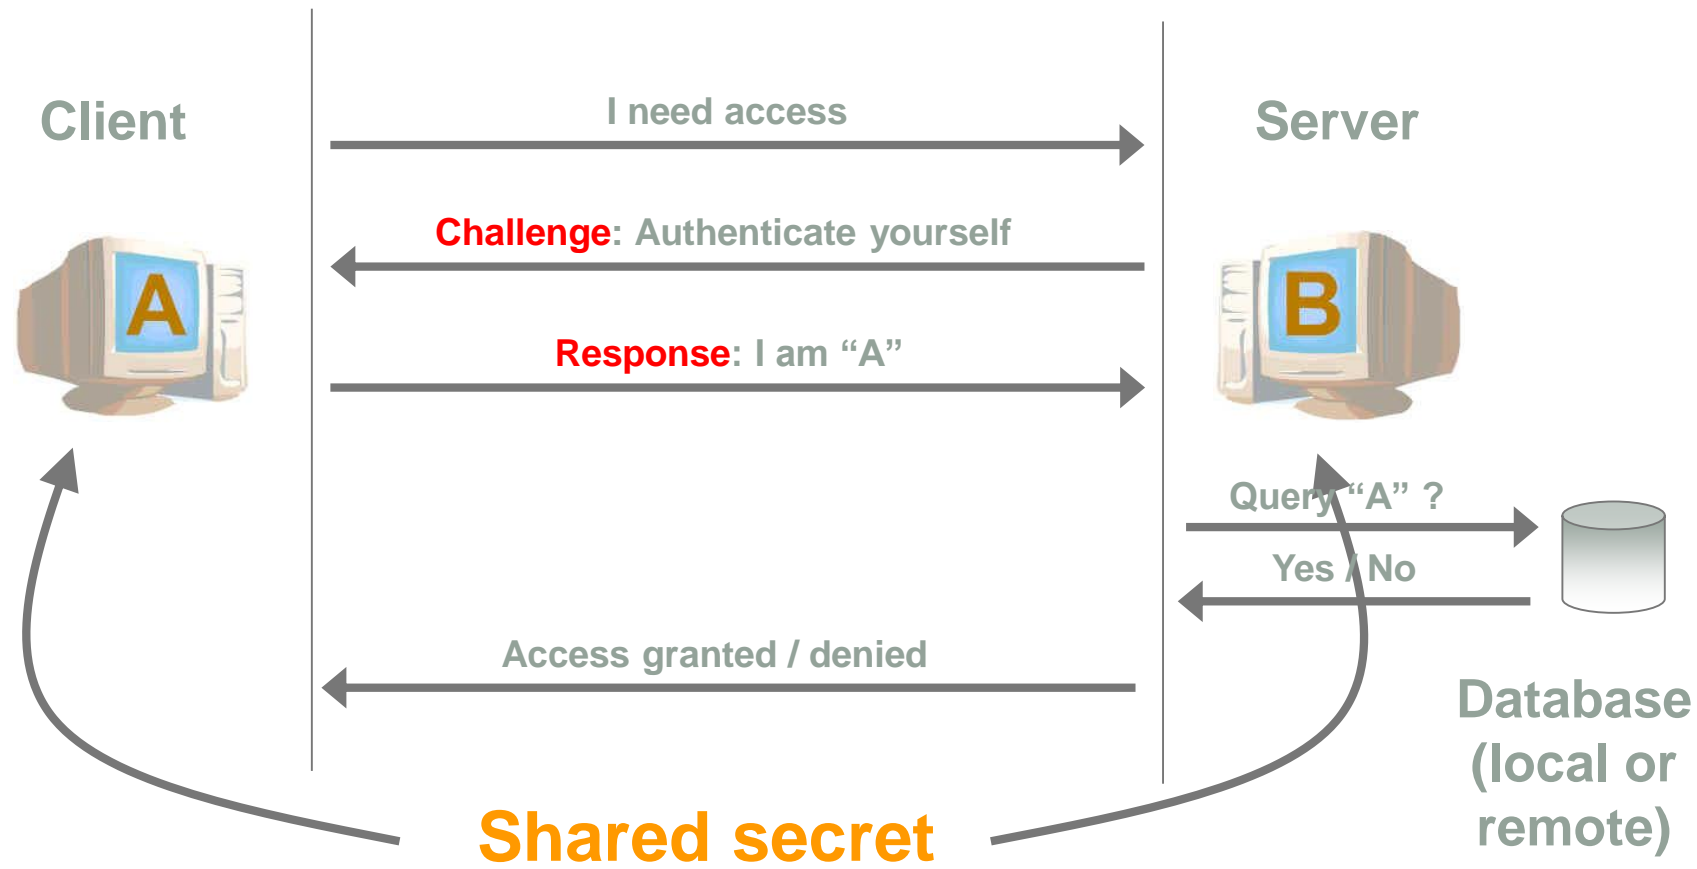 Client
I need access
Server
Challenge: Authenticate yourself
A
B
Response: I am “A”
Query “A” ?
Yes / No
Access granted / denied
Database
(local or
remote)
Shared secret